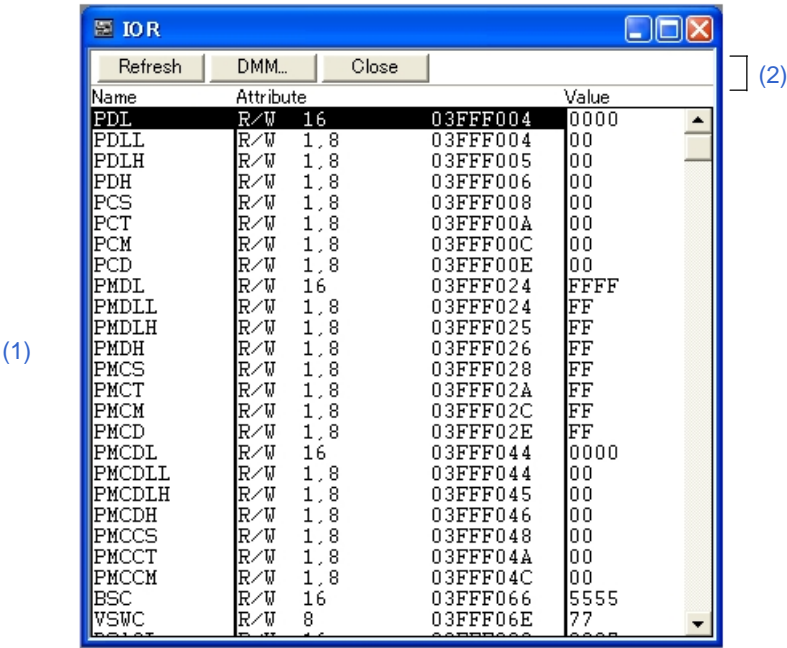 IOR
Refresh DMM... Close
(2)
Name Attribute Value
PDL R/W 16 03FFF004 0000
PDLL R/W 1,8 03FFF004 00
PDLH R/W 1,8 03FFF005 00
PDH R/W 1,8 03FFF006 00
PCS R/W 1,8 03FFF008 00
PCT R/W 1,8 03FFF00A 00
PCM R/W 1,8 03FFF00C 00
PCD R/W 1,8 03FFF00E 00
PMDL R/W 16 03FFF024 FFFF
PMDLL R/W 1,8 03FFF024 FF
PMDLH R/W 1,8 03FFF025 FF
(1)
PMDH R/W 1,8 03FFF026 FF
PMCS R/W 1,8 03FFF028 FF
PMCT R/W 1,8 03FFF02A FF
PMCM R/W 1,8 03FFF02C FF
PMCD R/W 1,8 03FFF02E FF
PMCDL R/W 16 03FFF044 0000
PMCDLL R/W 1,8 03FFF044 00
PMCDLH R/W 1,8 03FFF045 00
PMCDH R/W 1,8 03FFF046 00
PMCCS R/W 1,8 03FFF048 00
PMCCT R/W 1,8 03FFF04A 00
PMCCM R/W 1,8 03FFF04C 00
BSC R/W 16 03FFF066 5555
VSWC R/W 8 03FFF06E 77